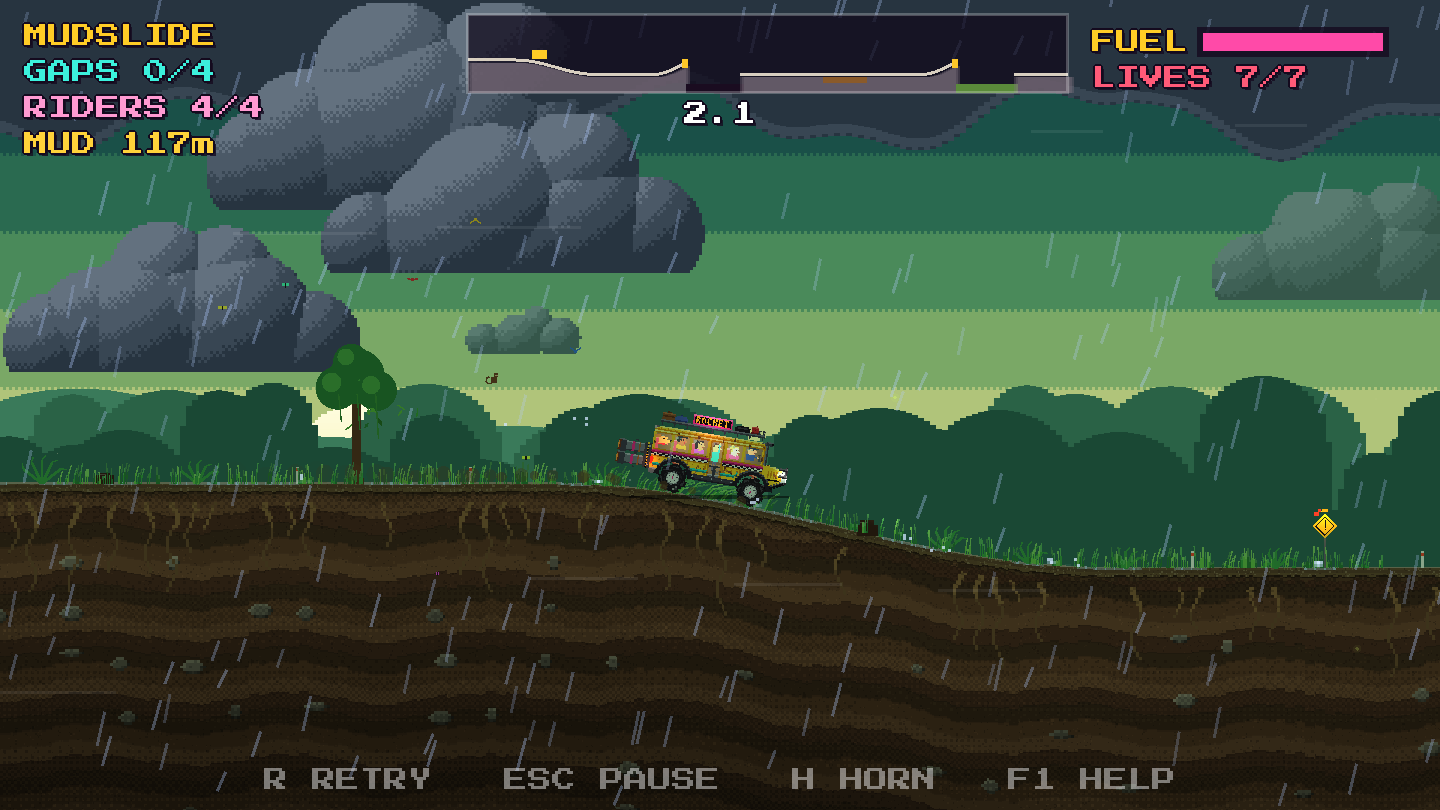 MUDSLIDE
GAPS 0/4
RIDERS 4/4
MUD 117m
2.1
FUEL
LIVES 7/7
R RETRY ESC PAUSE H HORN F1 HELP